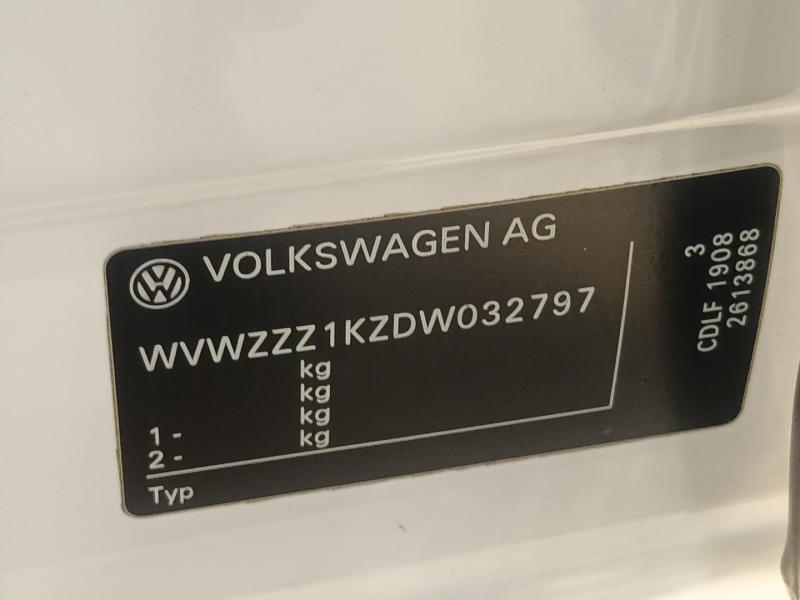 VOLKSWAGEN AG
WVWZZZ1KZDW032797
kg
kg
1 - kg
2 - kg
Typ
3
CDLF 1908
2613868